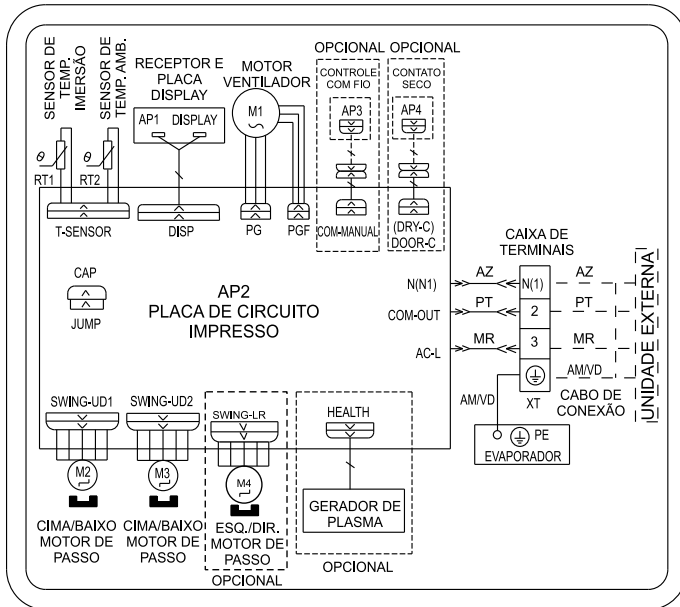 SENSOR DE
TEMP.
IMERSÃO
SENSOR DE
TEMP. AMB.
RECEPTOR E
PLACA
DISPLAY
MOTOR
VENTILADOR
OPCIONAL
OPCIONAL
CONTROLE
COM FIO
CONTATO
SECO
AP1
DISPLAY
M1
AP3
AP4
θ
RT1
θ
RT2
T-SENSOR
DISP
PG
PGF
COM-MANUAL
(DRY-C)
DOOR-C
CAP
JUMP
AP2
PLACA DE CIRCUITO
IMPRESSO
CAIXA DE
TERMINAIS
N(N1)
AZ
N(1)
AZ
COM-OUT
PT
2
PT
AC-L
MR
3
MR
AM/VD
AM/VD
XT
CABO DE
CONEXÃO
UNIDADE EXTERNA
PE
EVAPORADOR
SWING-UD1
SWING-UD2
SWING-LR
HEALTH
M2
M3
M4
CIMA/BAIXO
MOTOR DE
PASSO
CIMA/BAIXO
MOTOR DE
PASSO
ESQ./DIR.
MOTOR DE
PASSO
OPCIONAL
GERADOR DE
PLASMA
OPCIONAL